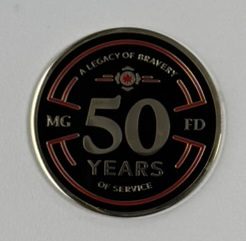 A LEGACY OF BRAVERY
50
MG FD
YEARS
OF SERVICE